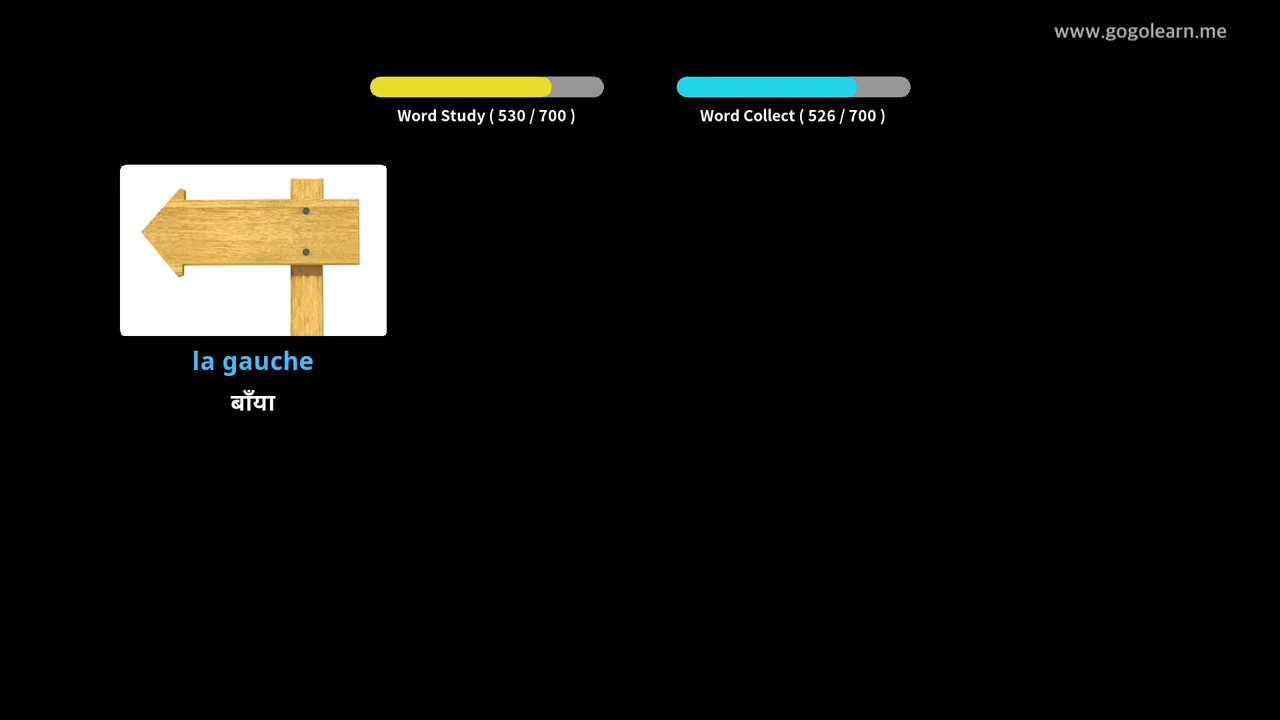 www.gogolearn.me
Word Study ( 530 / 700 )
Word Collect ( 526 / 700 )
la gauche
बाँया